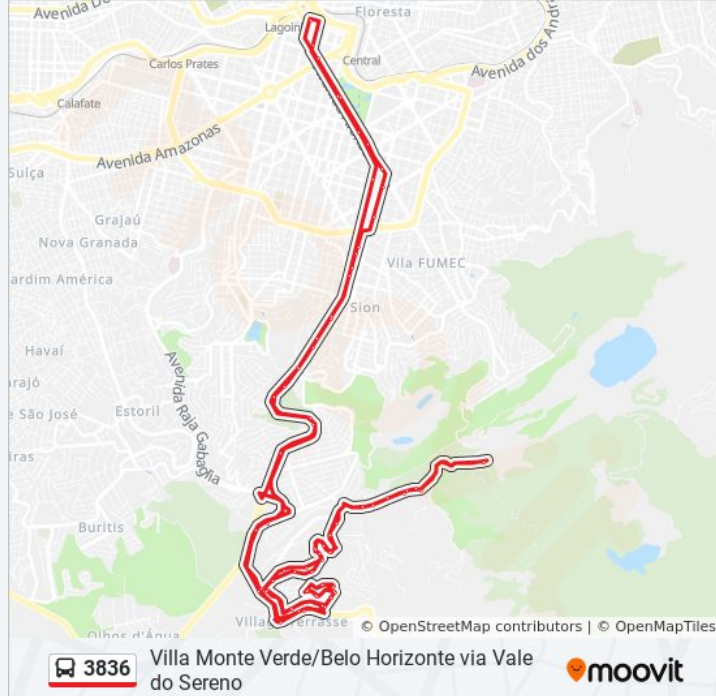 Avenida Do
Floresta
Lagoin
Carlos Prates
Central
Avenida dos Andr
Calafate
Avenida Amazonas
Suíça
Grajaú
Nova Granada
Vila FUMEC
ardim América
Sion
Havaí
Avenida Raja Gabaglia
arajó
e São José
Estoril
iras
Buritis
Olhos d'Água
© OpenStreetMap contributors | © OpenMapTiles
3836
Villa Monte Verde/Belo Horizonte via Vale
do Sereno
moovit